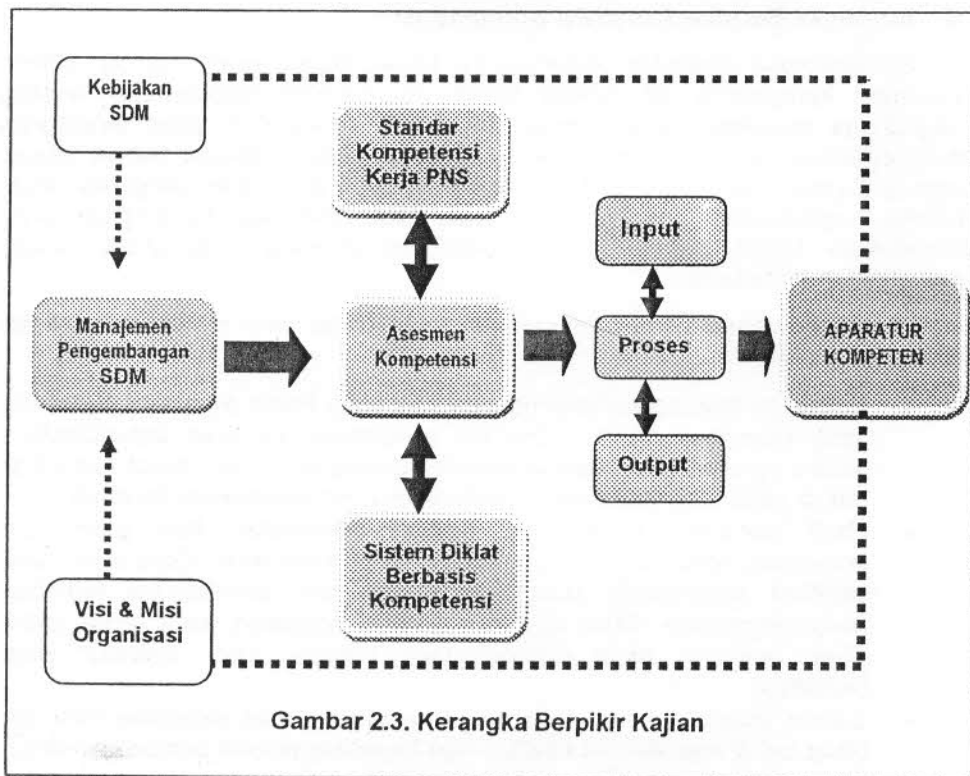 Kebijakan
SDM
Standar
Kompetensi
Kerja PNS
Input
Manajemen
Pengembangan
SDM
Asesmen
Kompetensi
Proses
APARATUR
KOMPETEN
Output
Sistem Diklat
Berbasis
Kompetensi
Visi & Misi
Organisasi
Gambar 2.3. Kerangka Berpikir Kajian